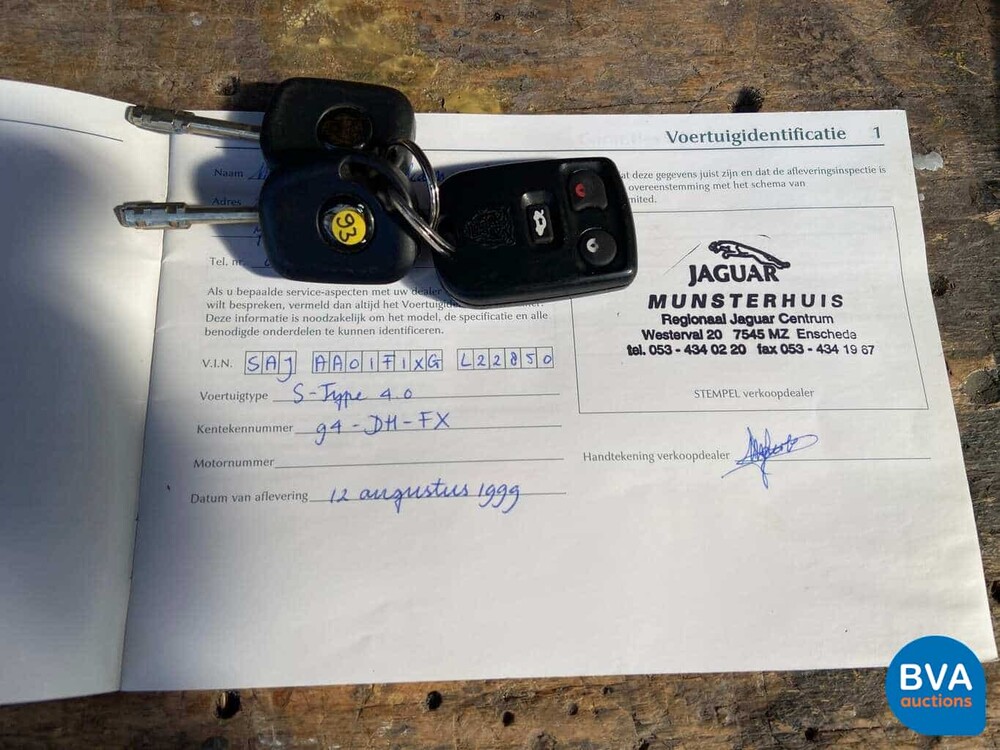 Voertuigidentificatie 1
Naam
Adres
Tel. nr
Als u bepaalde service-aspecten met uw dealer
wilt bespreken, vermeld dan altijd het
Deze informatie is noodzakelijk om het model, de specificatie en alle
benodigde onderdelen te kunnen identificeren.
V.I.N. SAJ AA01F1XG L22850
Voertuigtype S-Type 4.0
Kentekennummer 94-DH-FX
Motornummer
Datum van aflevering 12 augustus 1999
93
at deze gegevens juist zijn en dat de afleveringsinspectie is
overeenstemming met het schema van
mited.
JAGUAR
MUNSTERHUIS
Regionaal Jaguar Centrum
Westerval 20 7545 MZ Enschede
tel. 053 - 434 02 20 fax 053 - 434 19 67
STEMPEL verkoopdealer
Handtekening verkoopdealer
BVA
auctions